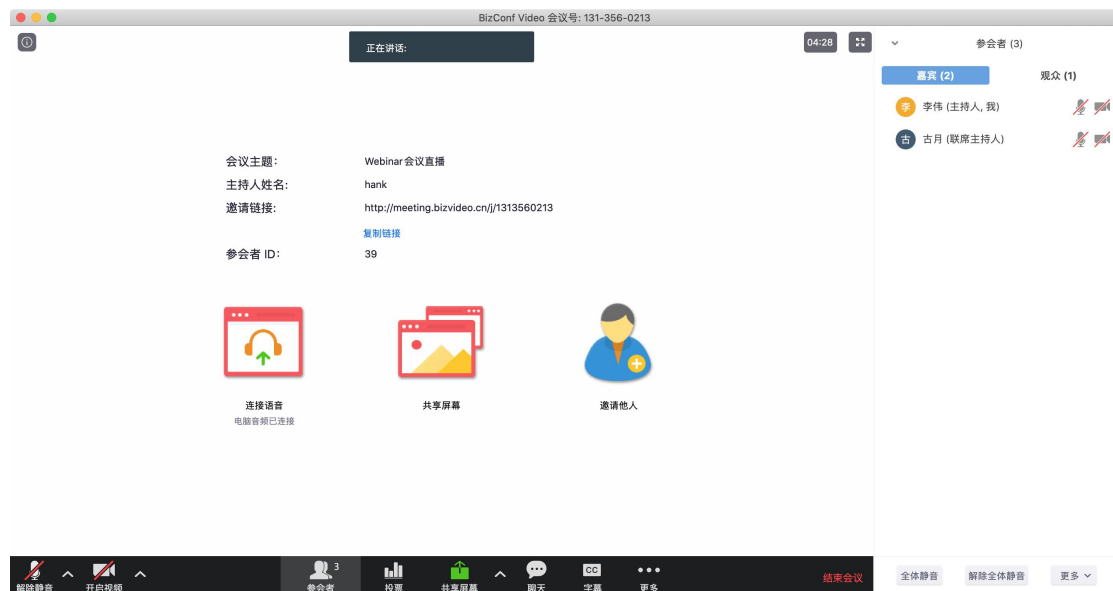 BizConf Video 会议号: 131-356-0213
正在讲话:
04:28
参会者 (3)
嘉宾 (2)
观众 (1)
李 李伟 (主持人, 我)
古 古月 (联席主持人)
会议主题: Webinar会议直播
主持人姓名: hank
邀请链接: http://meeting.bizvideo.cn/j/1313560213
复制链接
参会者 ID: 39
连接语音
电脑音频已连接
共享屏幕
邀请他人
解除静音
开启视频
3
参会者
投票
共享屏幕
聊天
CC
字幕
更多
结束会议
全体静音
解除全体静音
更多